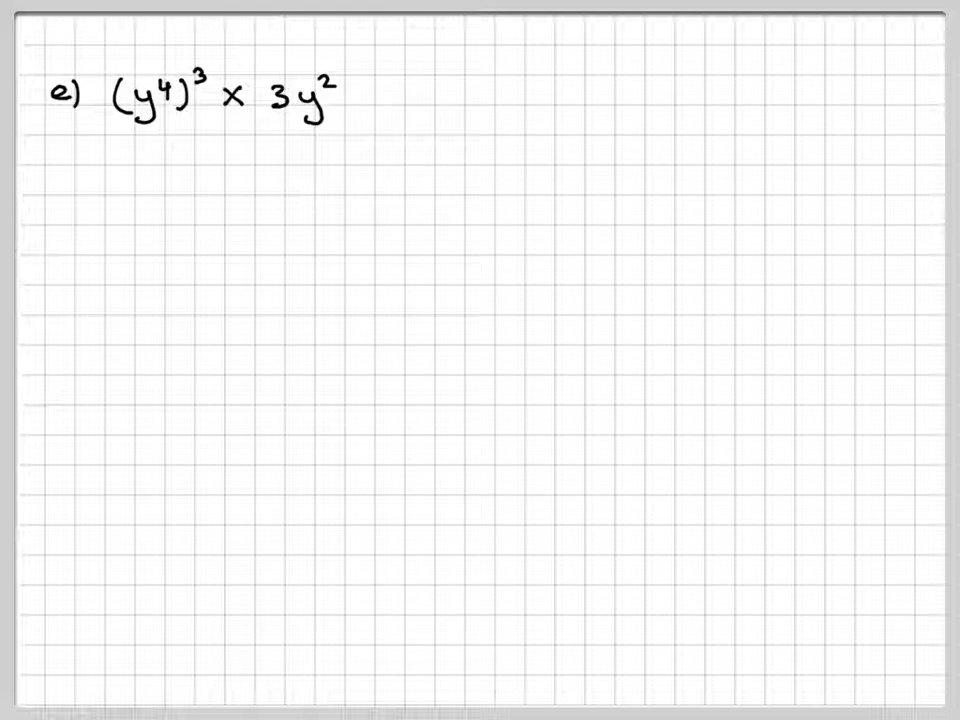 e) (y⁴)³ × 3y²